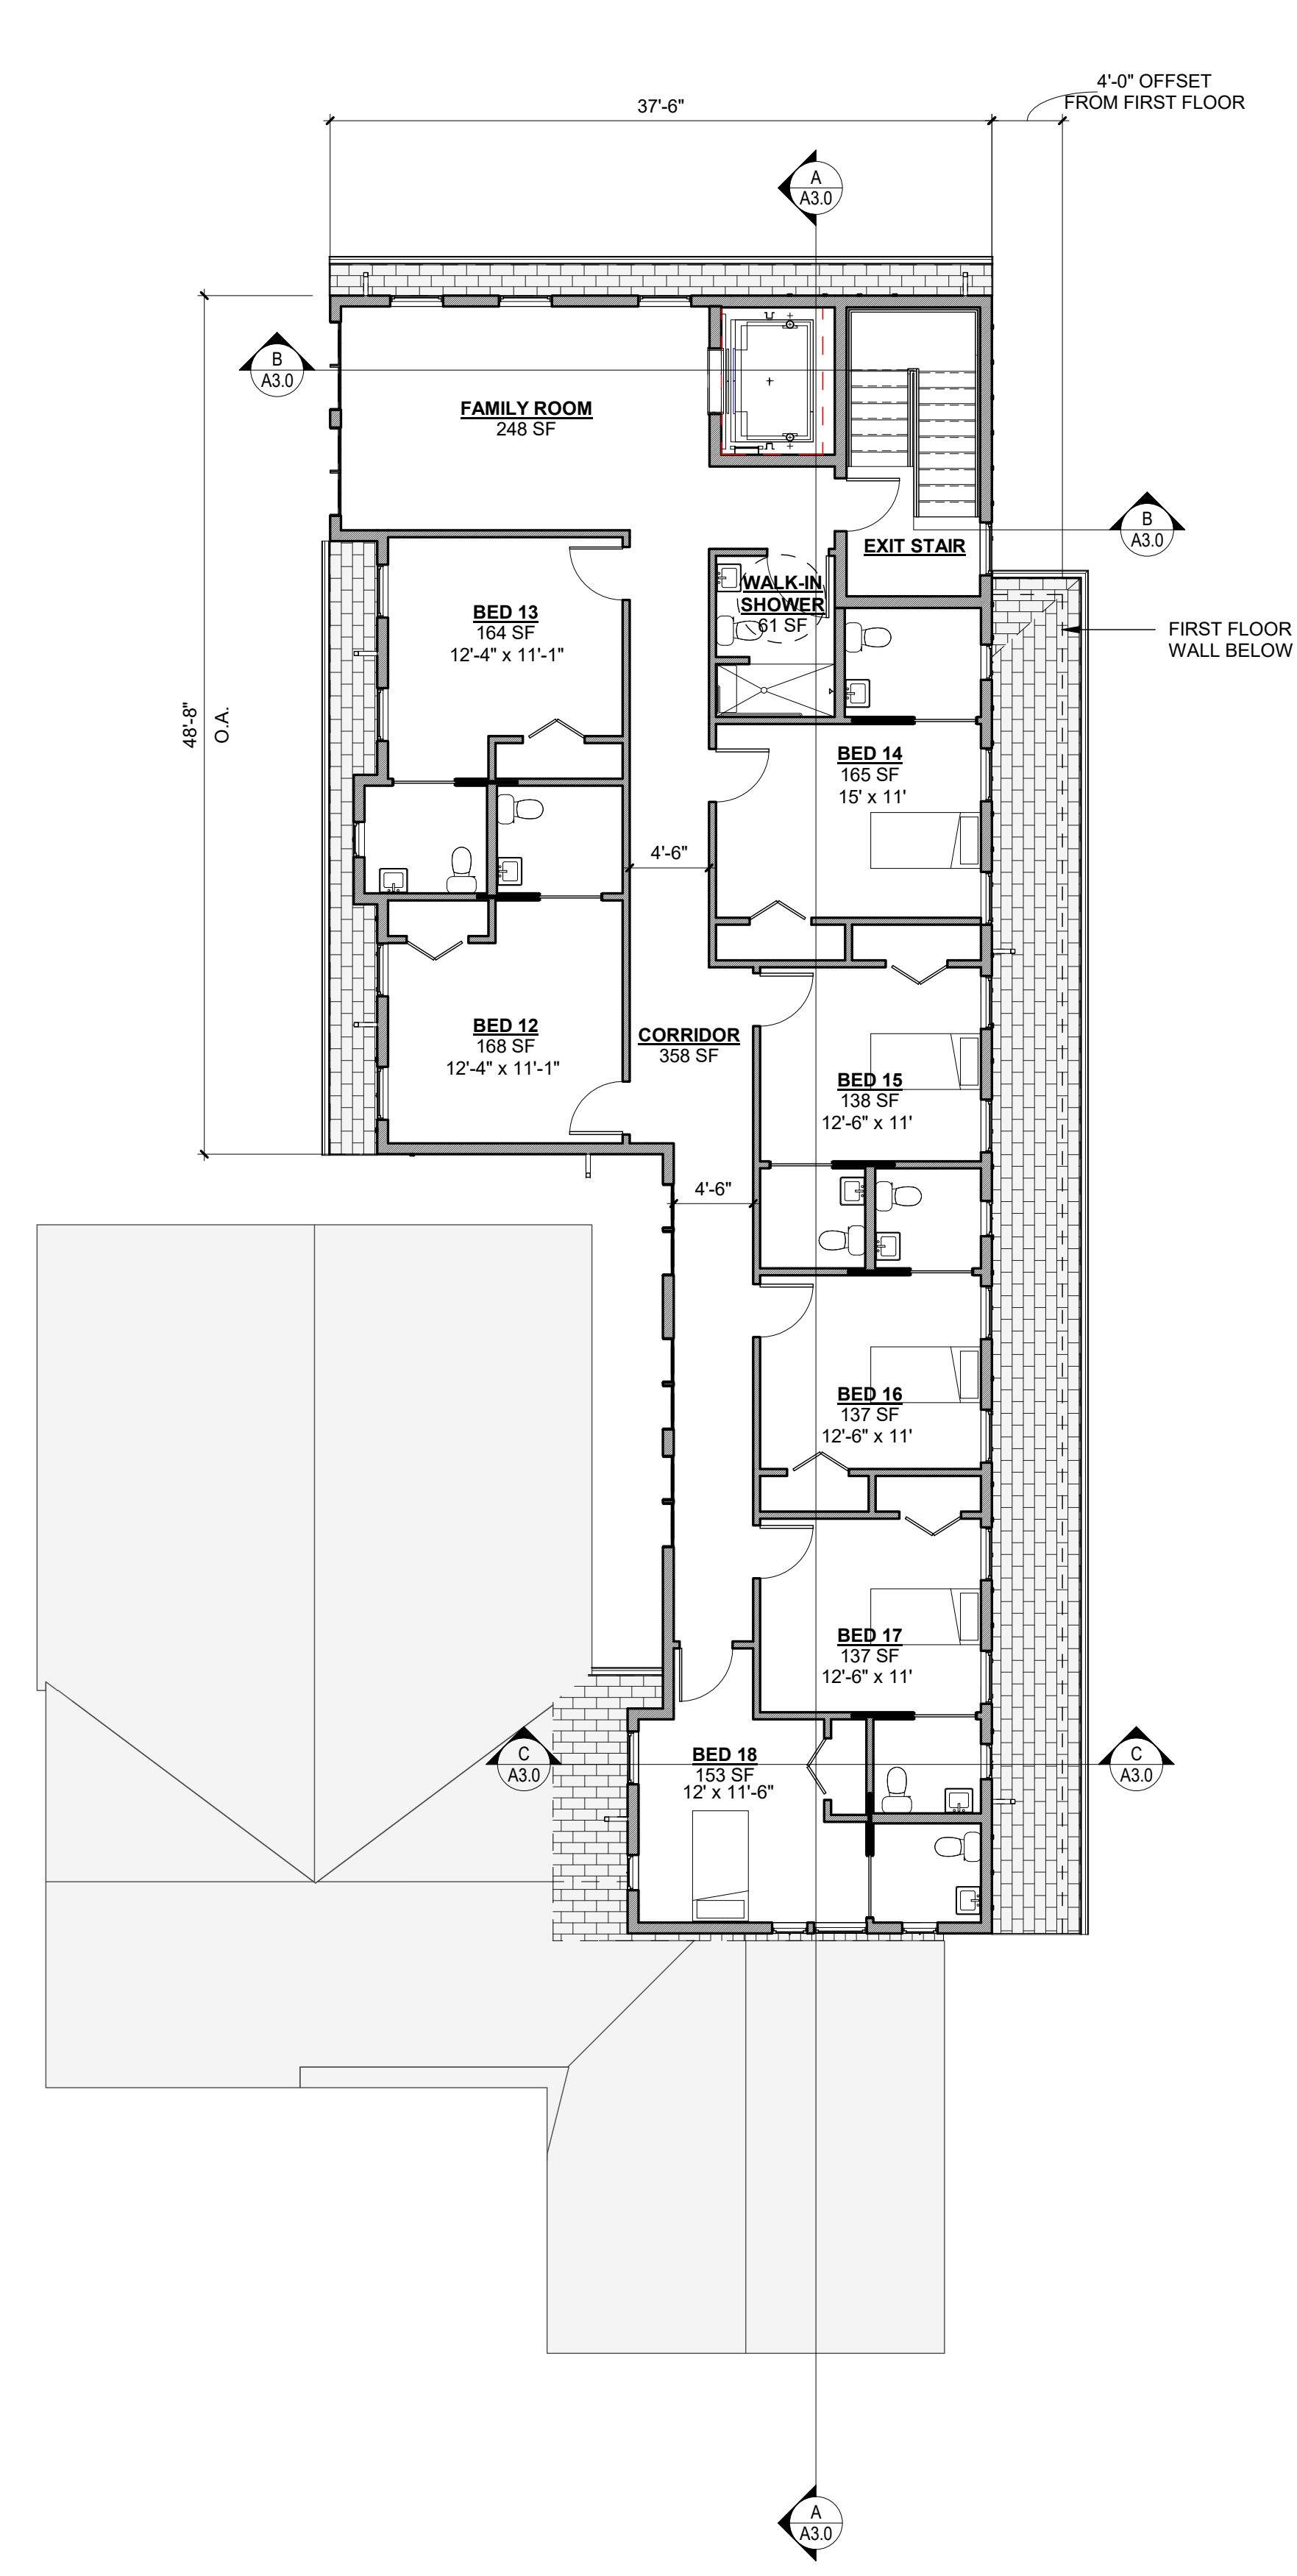 4'-0" OFFSET
FROM FIRST FLOOR
37'-6"
A
A3.0
B
A3.0
FAMILY ROOM
248 SF
B
A3.0
EXIT STAIR
WALK-IN
SHOWER
61 SF
BED 13
164 SF
12'-4" x 11'-1"
FIRST FLOOR
WALL BELOW
48'-8"
O.A.
BED 14
165 SF
15' x 11'
4'-6"
BED 12
168 SF
12'-4" x 11'-1"
CORRIDOR
358 SF
BED 15
138 SF
12'-6" x 11'
4'-6"
BED 16
137 SF
12'-6" x 11'
BED 17
137 SF
12'-6" x 11'
C
A3.0
BED 18
153 SF
12' x 11'-6"
C
A3.0
A
A3.0